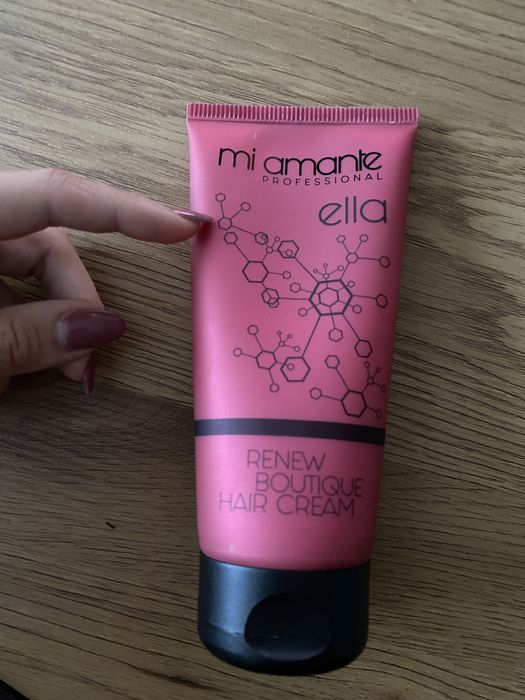 mi amante
PROFESSIONAL
ella
RENEW
BOUTIQUE
HAIR CREAM